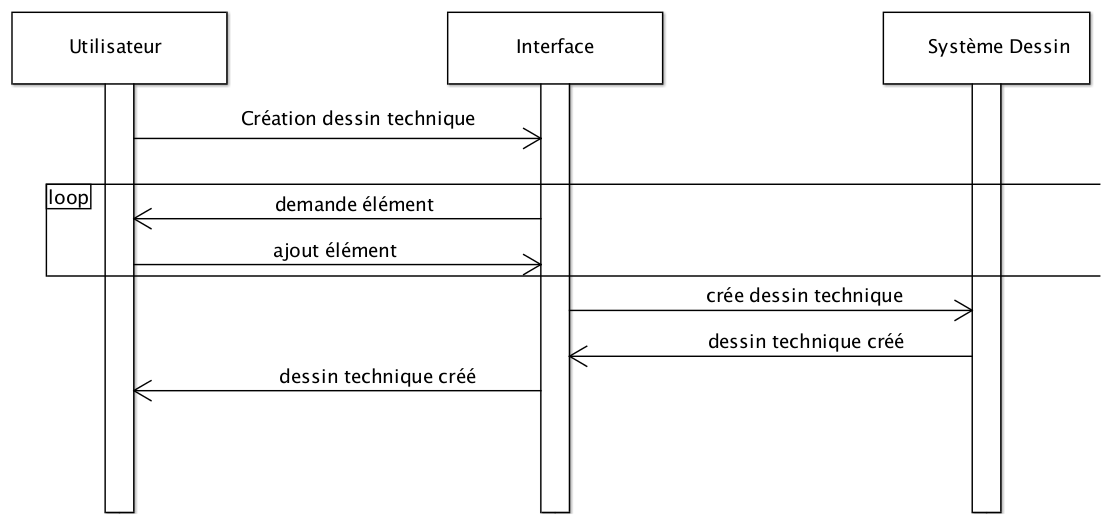 Utilisateur
Interface
Système Dessin
Création dessin technique
loop
demande élément
ajout élément
crée dessin technique
dessin technique créé
dessin technique créé